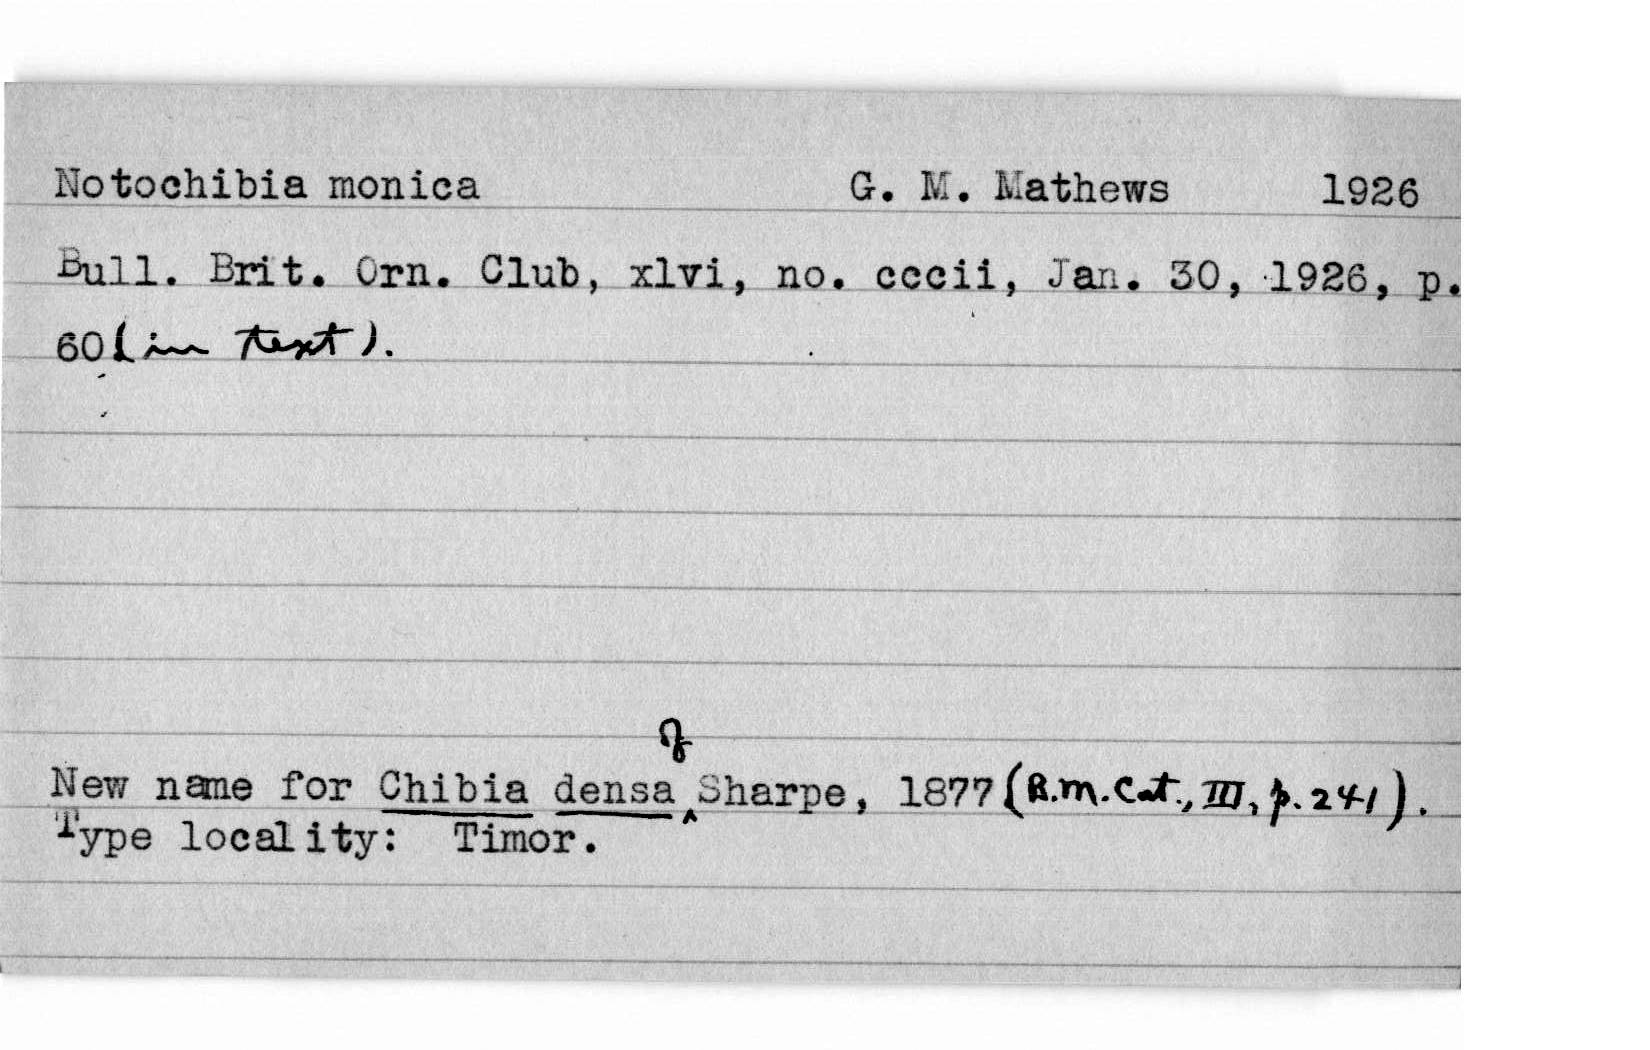 Notochibia monica G. M. Mathews 1926
Bull. Brit. Orn. Club, xlvi, no. cccii, Jan. 30, 1926, p.
60 (in text).
New name for Chibia densa of Sharpe, 1877 (B.M. Cat., III, p. 241).
Type locality: Timor.